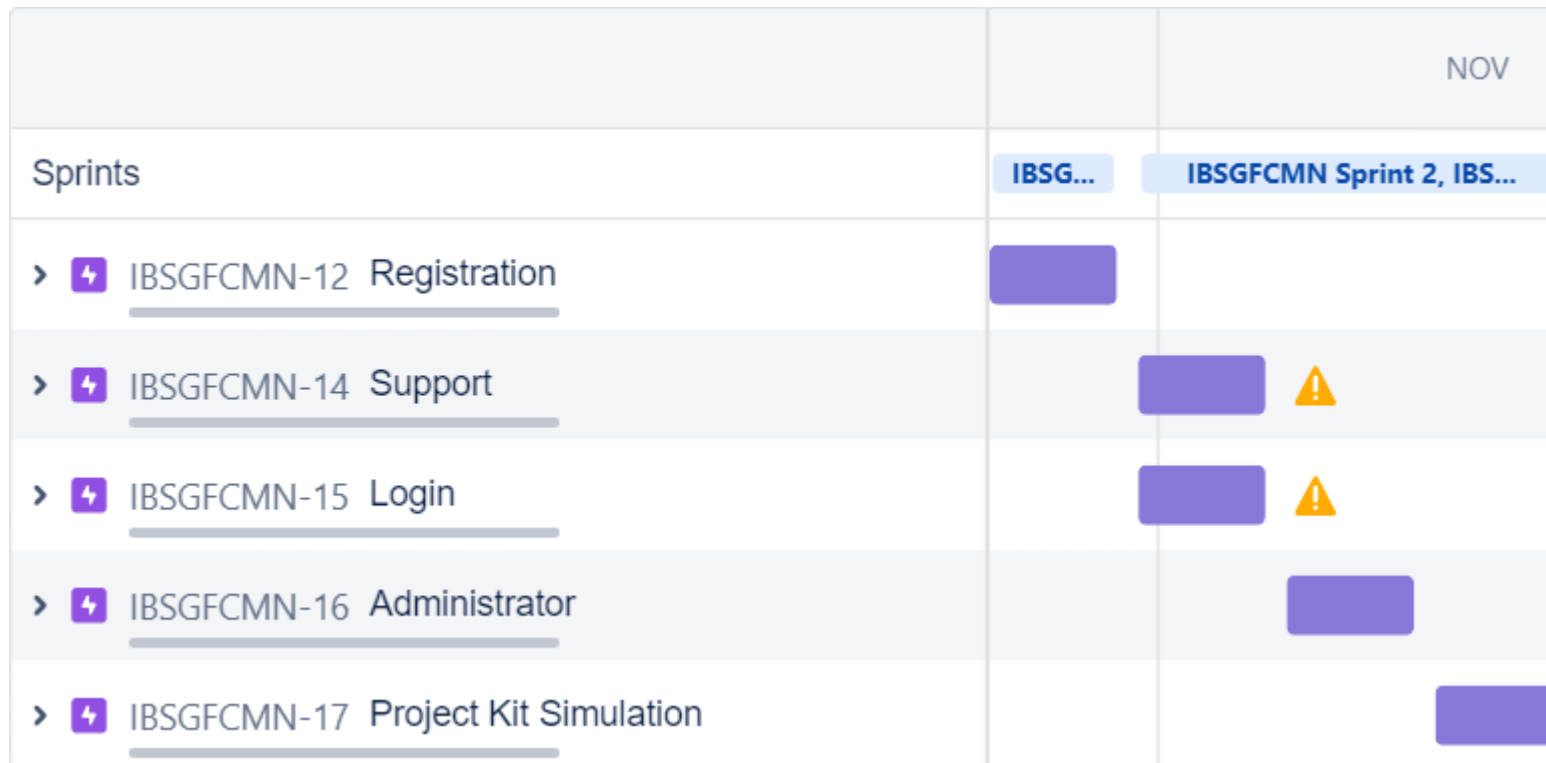 NOV
Sprints IBSG... IBSGFCMN Sprint 2, IBS...
IBSGFCMN-12 Registration
IBSGFCMN-14 Support
IBSGFCMN-15 Login
IBSGFCMN-16 Administrator
IBSGFCMN-17 Project Kit Simulation